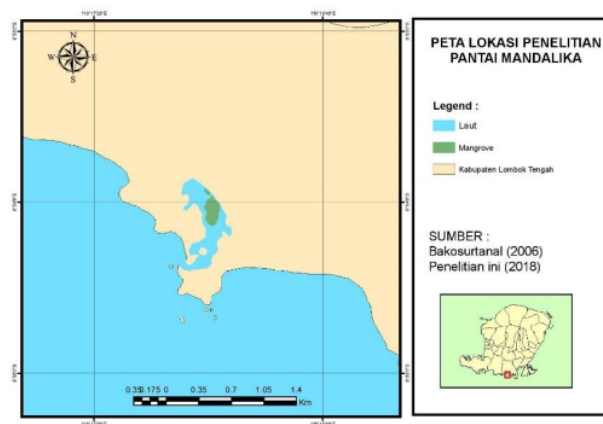 N
W E
S
PETA LOKASI PENELITIAN
PANTAI MANDALIKA
Legend :
Laut
Mangrove
Kabupaten Lombok Tengah
SUMBER :
Bakosurtanal (2006)
Penelitian ini (2018)
0.35 0.175 0 0.35 0.7 1.05 1.4
Km